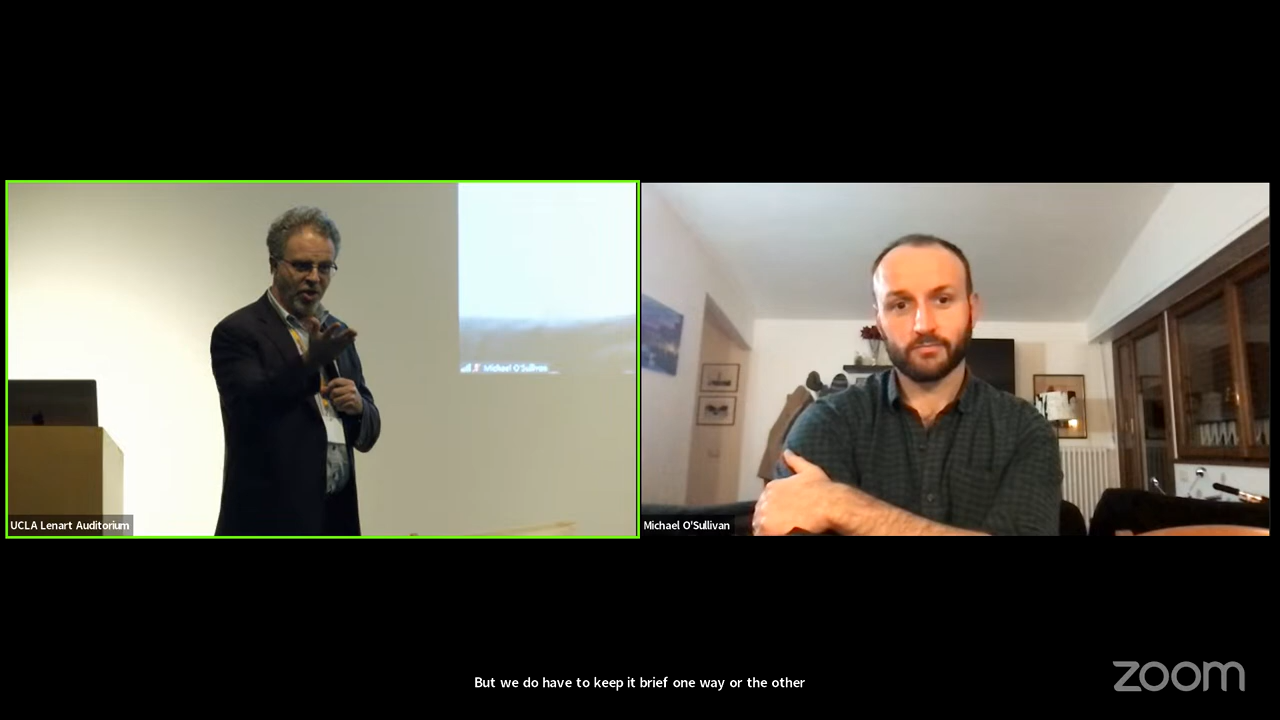 Michael O'Sullivan
UCLA Lenart Auditorium
Michael O'Sullivan
But we do have to keep it brief one way or the other
zoom